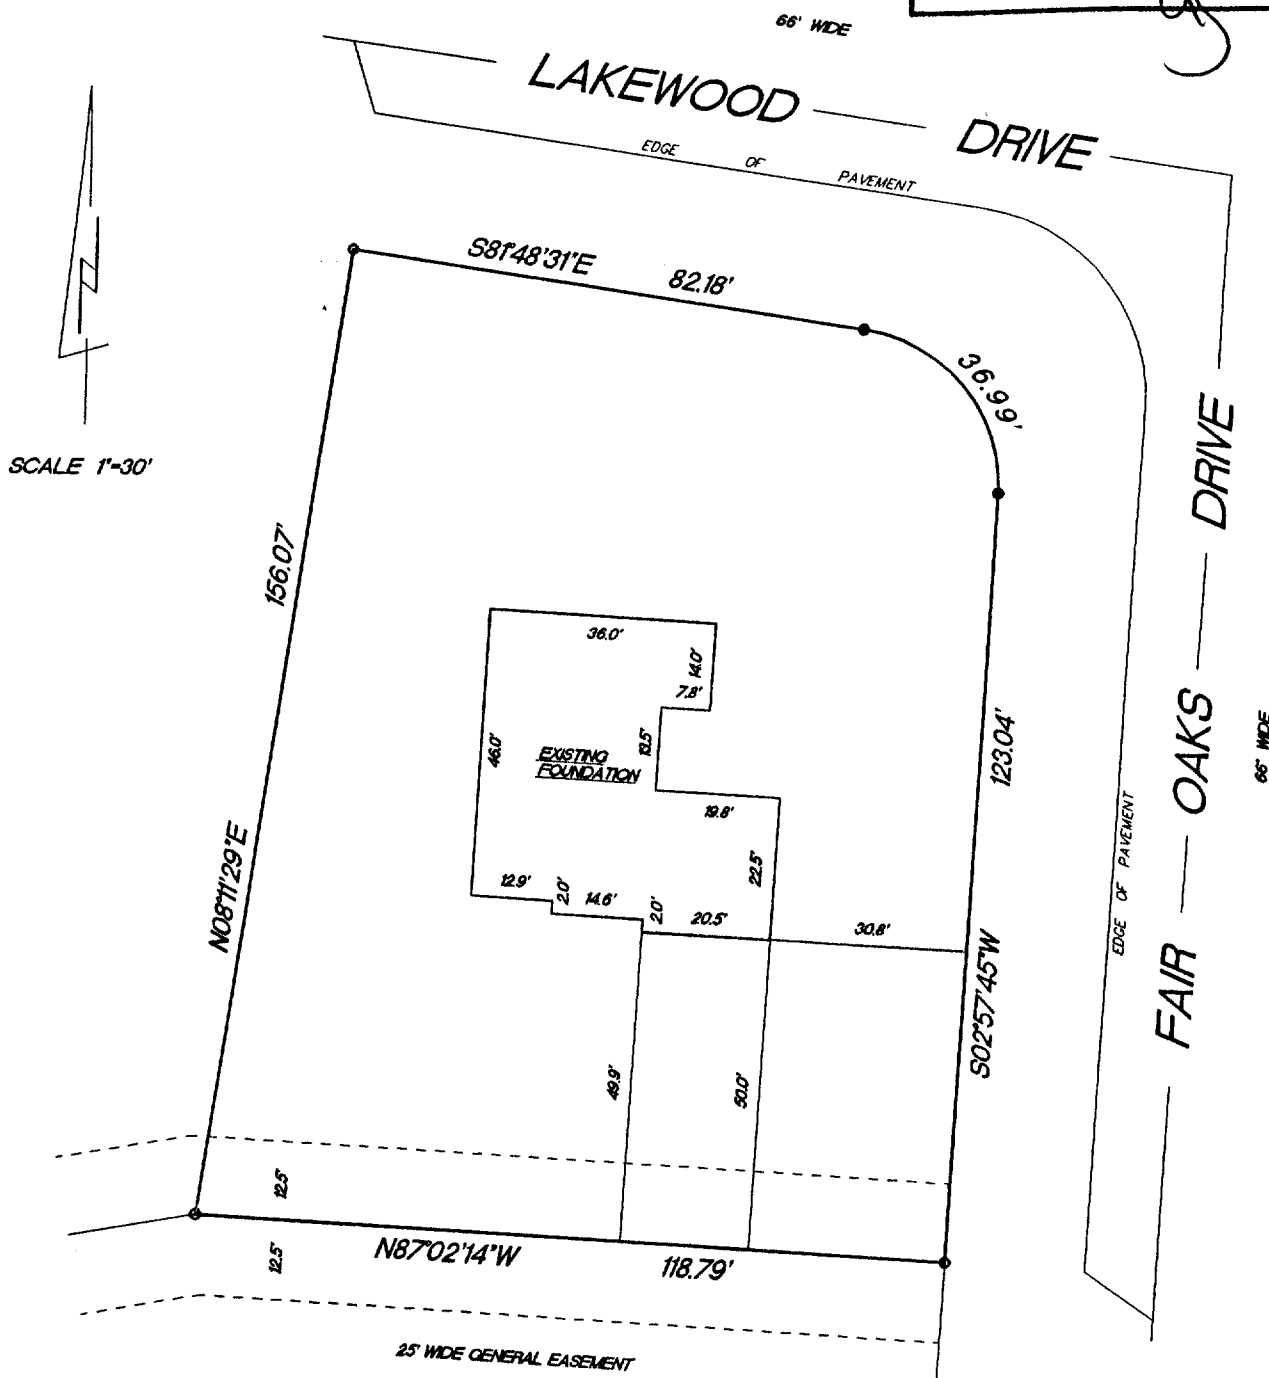 66' WIDE
LAKEWOOD DRIVE
EDGE OF PAVEMENT
S81°48'31"E 82.18'
36.99'
SCALE 1"=30'
156.07'
N08°11'29"E
36.0'
14.0'
7.8'
46.0'
13.5'
EXISTING
FOUNDATION
19.8'
22.5'
12.9'
2.0'
14.6'
2.0'
20.5'
30.8'
123.04'
S02°57'45"W
FAIR OAKS DRIVE
66' WIDE
EDGE OF PAVEMENT
49.9'
50.0'
12.5'
12.5'
N87°02'14"W 118.79'
25' WIDE GENERAL EASEMENT